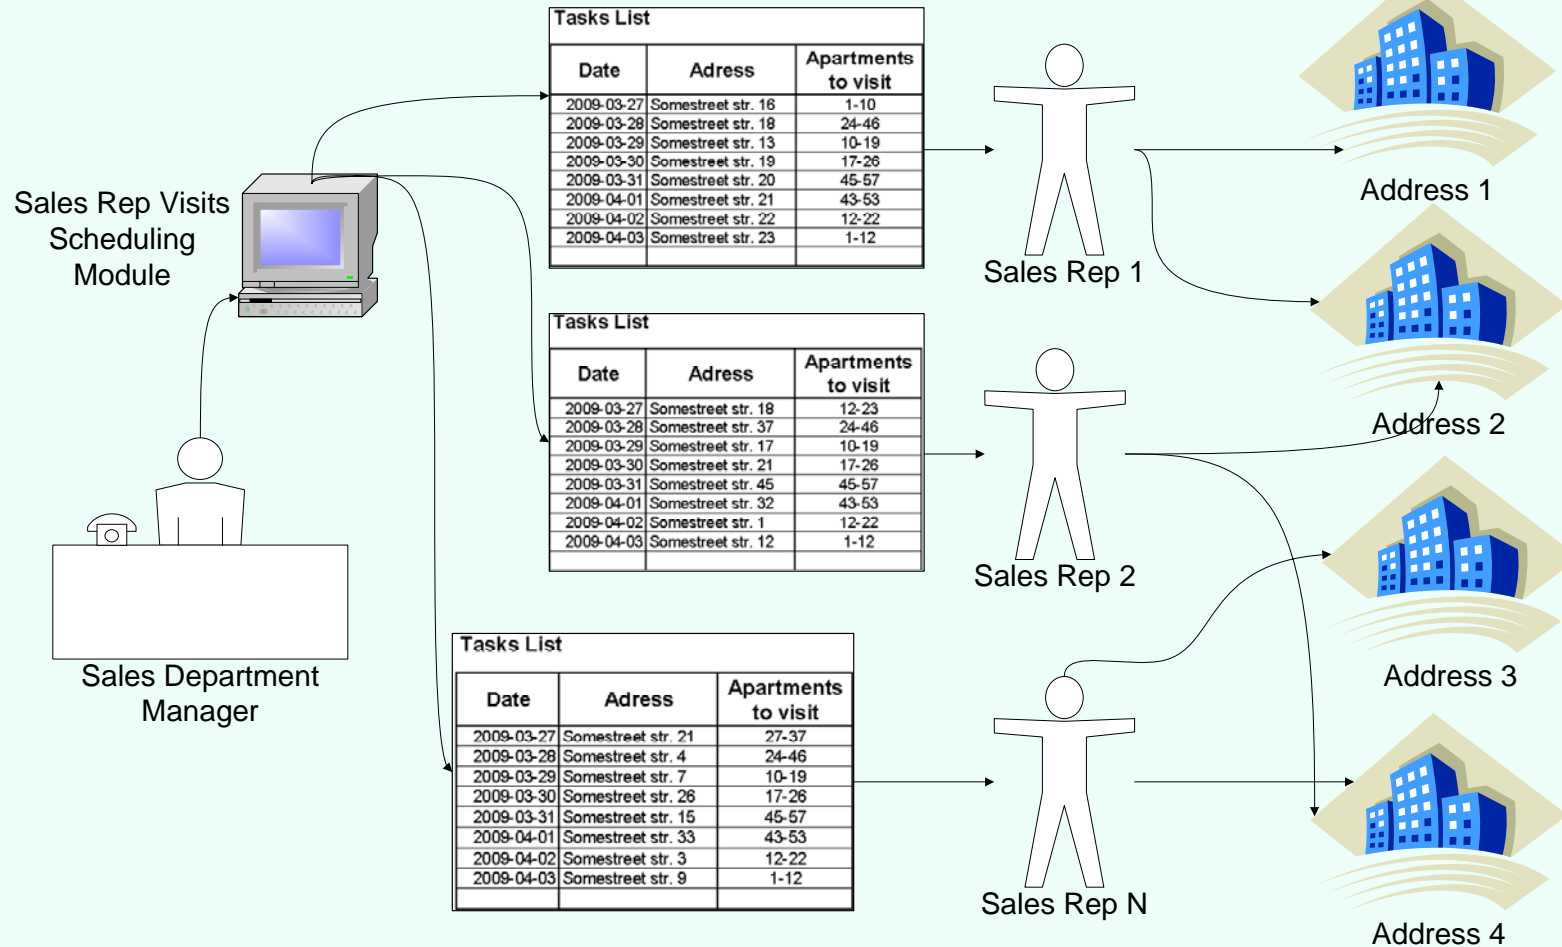 Sales Rep Visits
Scheduling
Module
Sales Department
Manager
Tasks List
Date Adress Apartments
to visit
2009-03-27 Somestreet str. 16 1-10
2009-03-28 Somestreet str. 18 24-46
2009-03-29 Somestreet str. 13 10-19
2009-03-30 Somestreet str. 19 17-26
2009-03-31 Somestreet str. 20 45-57
2009-04-01 Somestreet str. 21 43-53
2009-04-02 Somestreet str. 22 12-22
2009-04-03 Somestreet str. 23 1-12
Sales Rep 1
Address 1
Tasks List
Date Adress Apartments
to visit
2009-03-27 Somestreet str. 18 12-23
2009-03-28 Somestreet str. 37 24-46
2009-03-29 Somestreet str. 17 10-19
2009-03-30 Somestreet str. 21 17-26
2009-03-31 Somestreet str. 45 45-57
2009-04-01 Somestreet str. 32 43-53
2009-04-02 Somestreet str. 1 12-22
2009-04-03 Somestreet str. 12 1-12
Sales Rep 2
Address 2
Tasks List
Date Adress Apartments
to visit
2009-03-27 Somestreet str. 21 27-37
2009-03-28 Somestreet str. 4 24-46
2009-03-29 Somestreet str. 7 10-19
2009-03-30 Somestreet str. 26 17-26
2009-03-31 Somestreet str. 15 45-57
2009-04-01 Somestreet str. 33 43-53
2009-04-02 Somestreet str. 3 12-22
2009-04-03 Somestreet str. 9 1-12
Sales Rep N
Address 3
Address 4